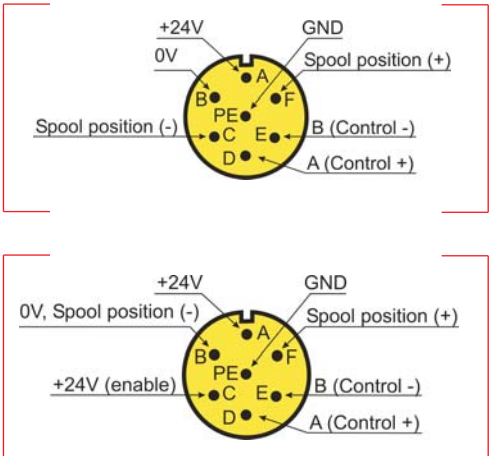 +24V GND
0V Spool position (+)
A
B F
PE
Spool position (-) C E B (Control -)
D A (Control +)
+24V GND
0V, Spool position (-) Spool position (+)
A
B F
PE
+24V (enable) C E B (Control -)
D A (Control +)